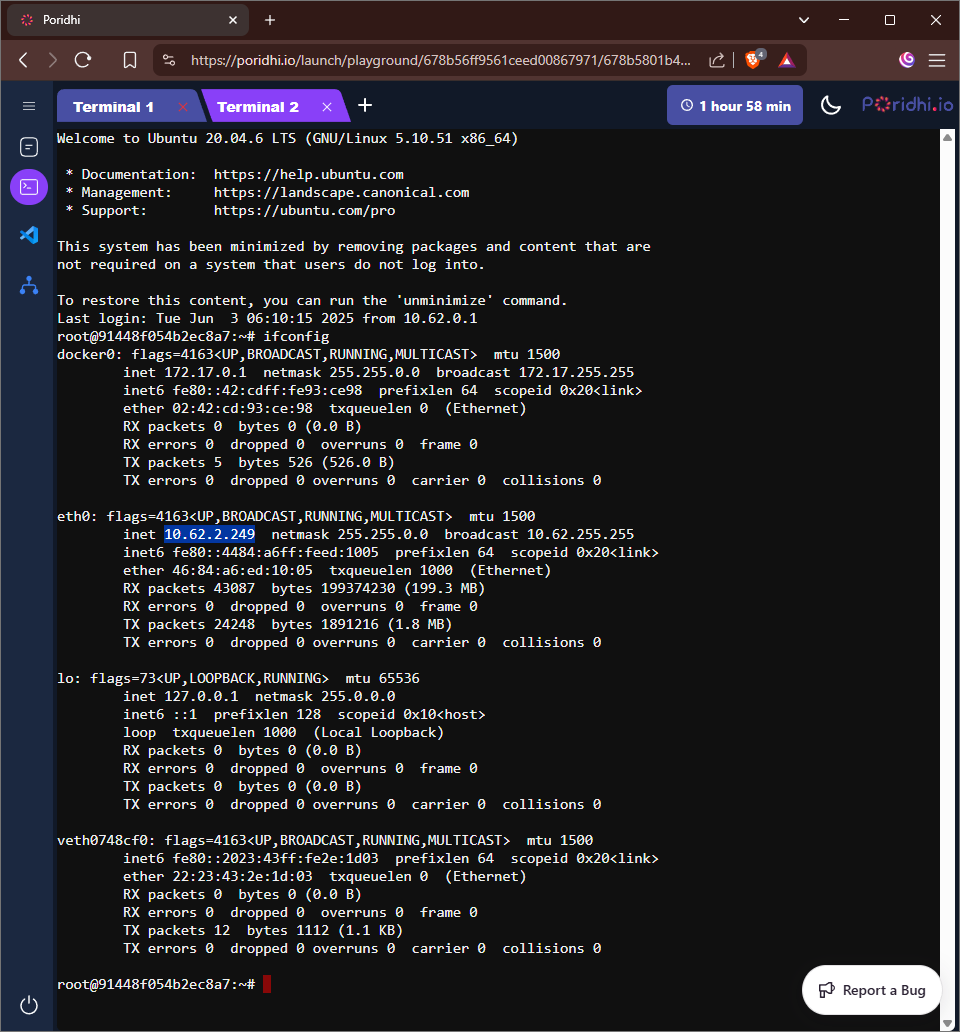 Poridhi
https://poridhi.io/launch/playground/678b56ff9561ceed00867971/678b5801b4...
4
Terminal 1
Terminal 2
1 hour 58 min
Poridhi.io
Welcome to Ubuntu 20.04.6 LTS (GNU/Linux 5.10.51 x86_64)
* Documentation:  https://help.ubuntu.com
* Management:     https://landscape.canonical.com
* Support:        https://ubuntu.com/pro
This system has been minimized by removing packages and content that are
not required on a system that users do not log into.
To restore this content, you can run the 'unminimize' command.
Last login: Tue Jun  3 06:10:15 2025 from 10.62.0.1
root@91448f054b2ec8a7:~# ifconfig
docker0: flags=4163<UP,BROADCAST,RUNNING,MULTICAST>  mtu 1500
inet 172.17.0.1  netmask 255.255.0.0  broadcast 172.17.255.255
inet6 fe80::42:cdff:fe93:ce98  prefixlen 64  scopeid 0x20<link>
ether 02:42:cd:93:ce:98  txqueuelen 0  (Ethernet)
RX packets 0  bytes 0 (0.0 B)
RX errors 0  dropped 0  overruns 0  frame 0
TX packets 5  bytes 526 (526.0 B)
TX errors 0  dropped 0 overruns 0  carrier 0  collisions 0
eth0: flags=4163<UP,BROADCAST,RUNNING,MULTICAST>  mtu 1500
inet 10.62.2.249  netmask 255.255.0.0  broadcast 10.62.255.255
inet6 fe80::4484:a6ff:feed:1005  prefixlen 64  scopeid 0x20<link>
ether 46:84:a6:ed:10:05  txqueuelen 1000  (Ethernet)
RX packets 43087  bytes 199374230 (199.3 MB)
RX errors 0  dropped 0  overruns 0  frame 0
TX packets 24248  bytes 1891216 (1.8 MB)
TX errors 0  dropped 0 overruns 0  carrier 0  collisions 0
lo: flags=73<UP,LOOPBACK,RUNNING>  mtu 65536
inet 127.0.0.1  netmask 255.0.0.0
inet6 ::1  prefixlen 128  scopeid 0x10<host>
loop  txqueuelen 1000  (Local Loopback)
RX packets 0  bytes 0 (0.0 B)
RX errors 0  dropped 0  overruns 0  frame 0
TX packets 0  bytes 0 (0.0 B)
TX errors 0  dropped 0 overruns 0  carrier 0  collisions 0
veth0748cf0: flags=4163<UP,BROADCAST,RUNNING,MULTICAST>  mtu 1500
inet6 fe80::2023:43ff:fe2e:1d03  prefixlen 64  scopeid 0x20<link>
ether 22:23:43:2e:1d:03  txqueuelen 0  (Ethernet)
RX packets 0  bytes 0 (0.0 B)
RX errors 0  dropped 0  overruns 0  frame 0
TX packets 12  bytes 1112 (1.1 KB)
TX errors 0  dropped 0 overruns 0  carrier 0  collisions 0
root@91448f054b2ec8a7:~#
Report a Bug